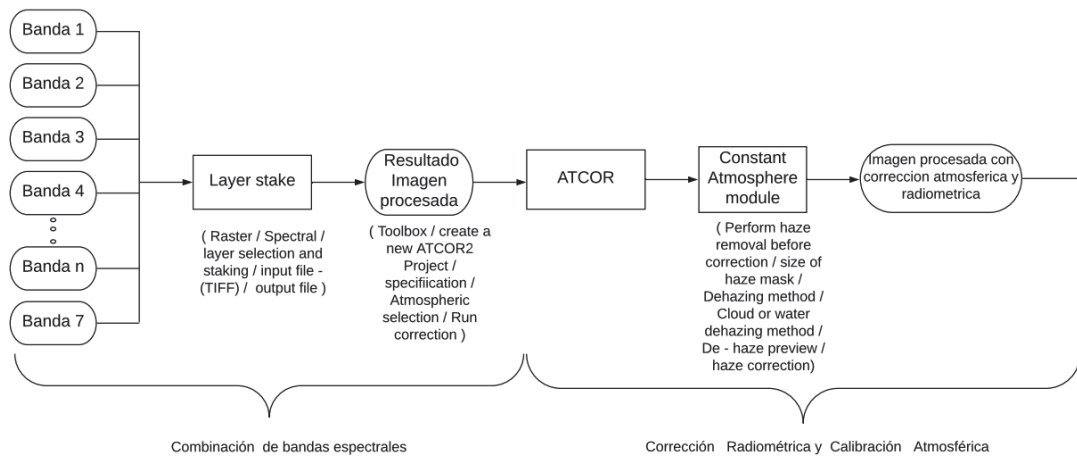 Banda 1
Banda 2
Banda 3
Banda 4
Banda n
Banda 7
Layer stake
( Raster / Spectral /
layer selection and
staking / input file -
(TIFF) / output file )
Resultado
Imagen
procesada
( Toolbox / create a
new ATCOR2
Project /
specifiication /
Atmospheric
selection / Run
correction )
ATCOR
Constant
Atmosphere
module
( Perform haze
removal before
correction / size of
haze mask /
Dehazing method /
Cloud or water
dehazing method /
De - haze preview /
haze correction)
Imagen procesada con
correccion atmosferica y
radiometrica
Combinación de bandas espectrales
Corrección Radiométrica y Calibración Atmosférica